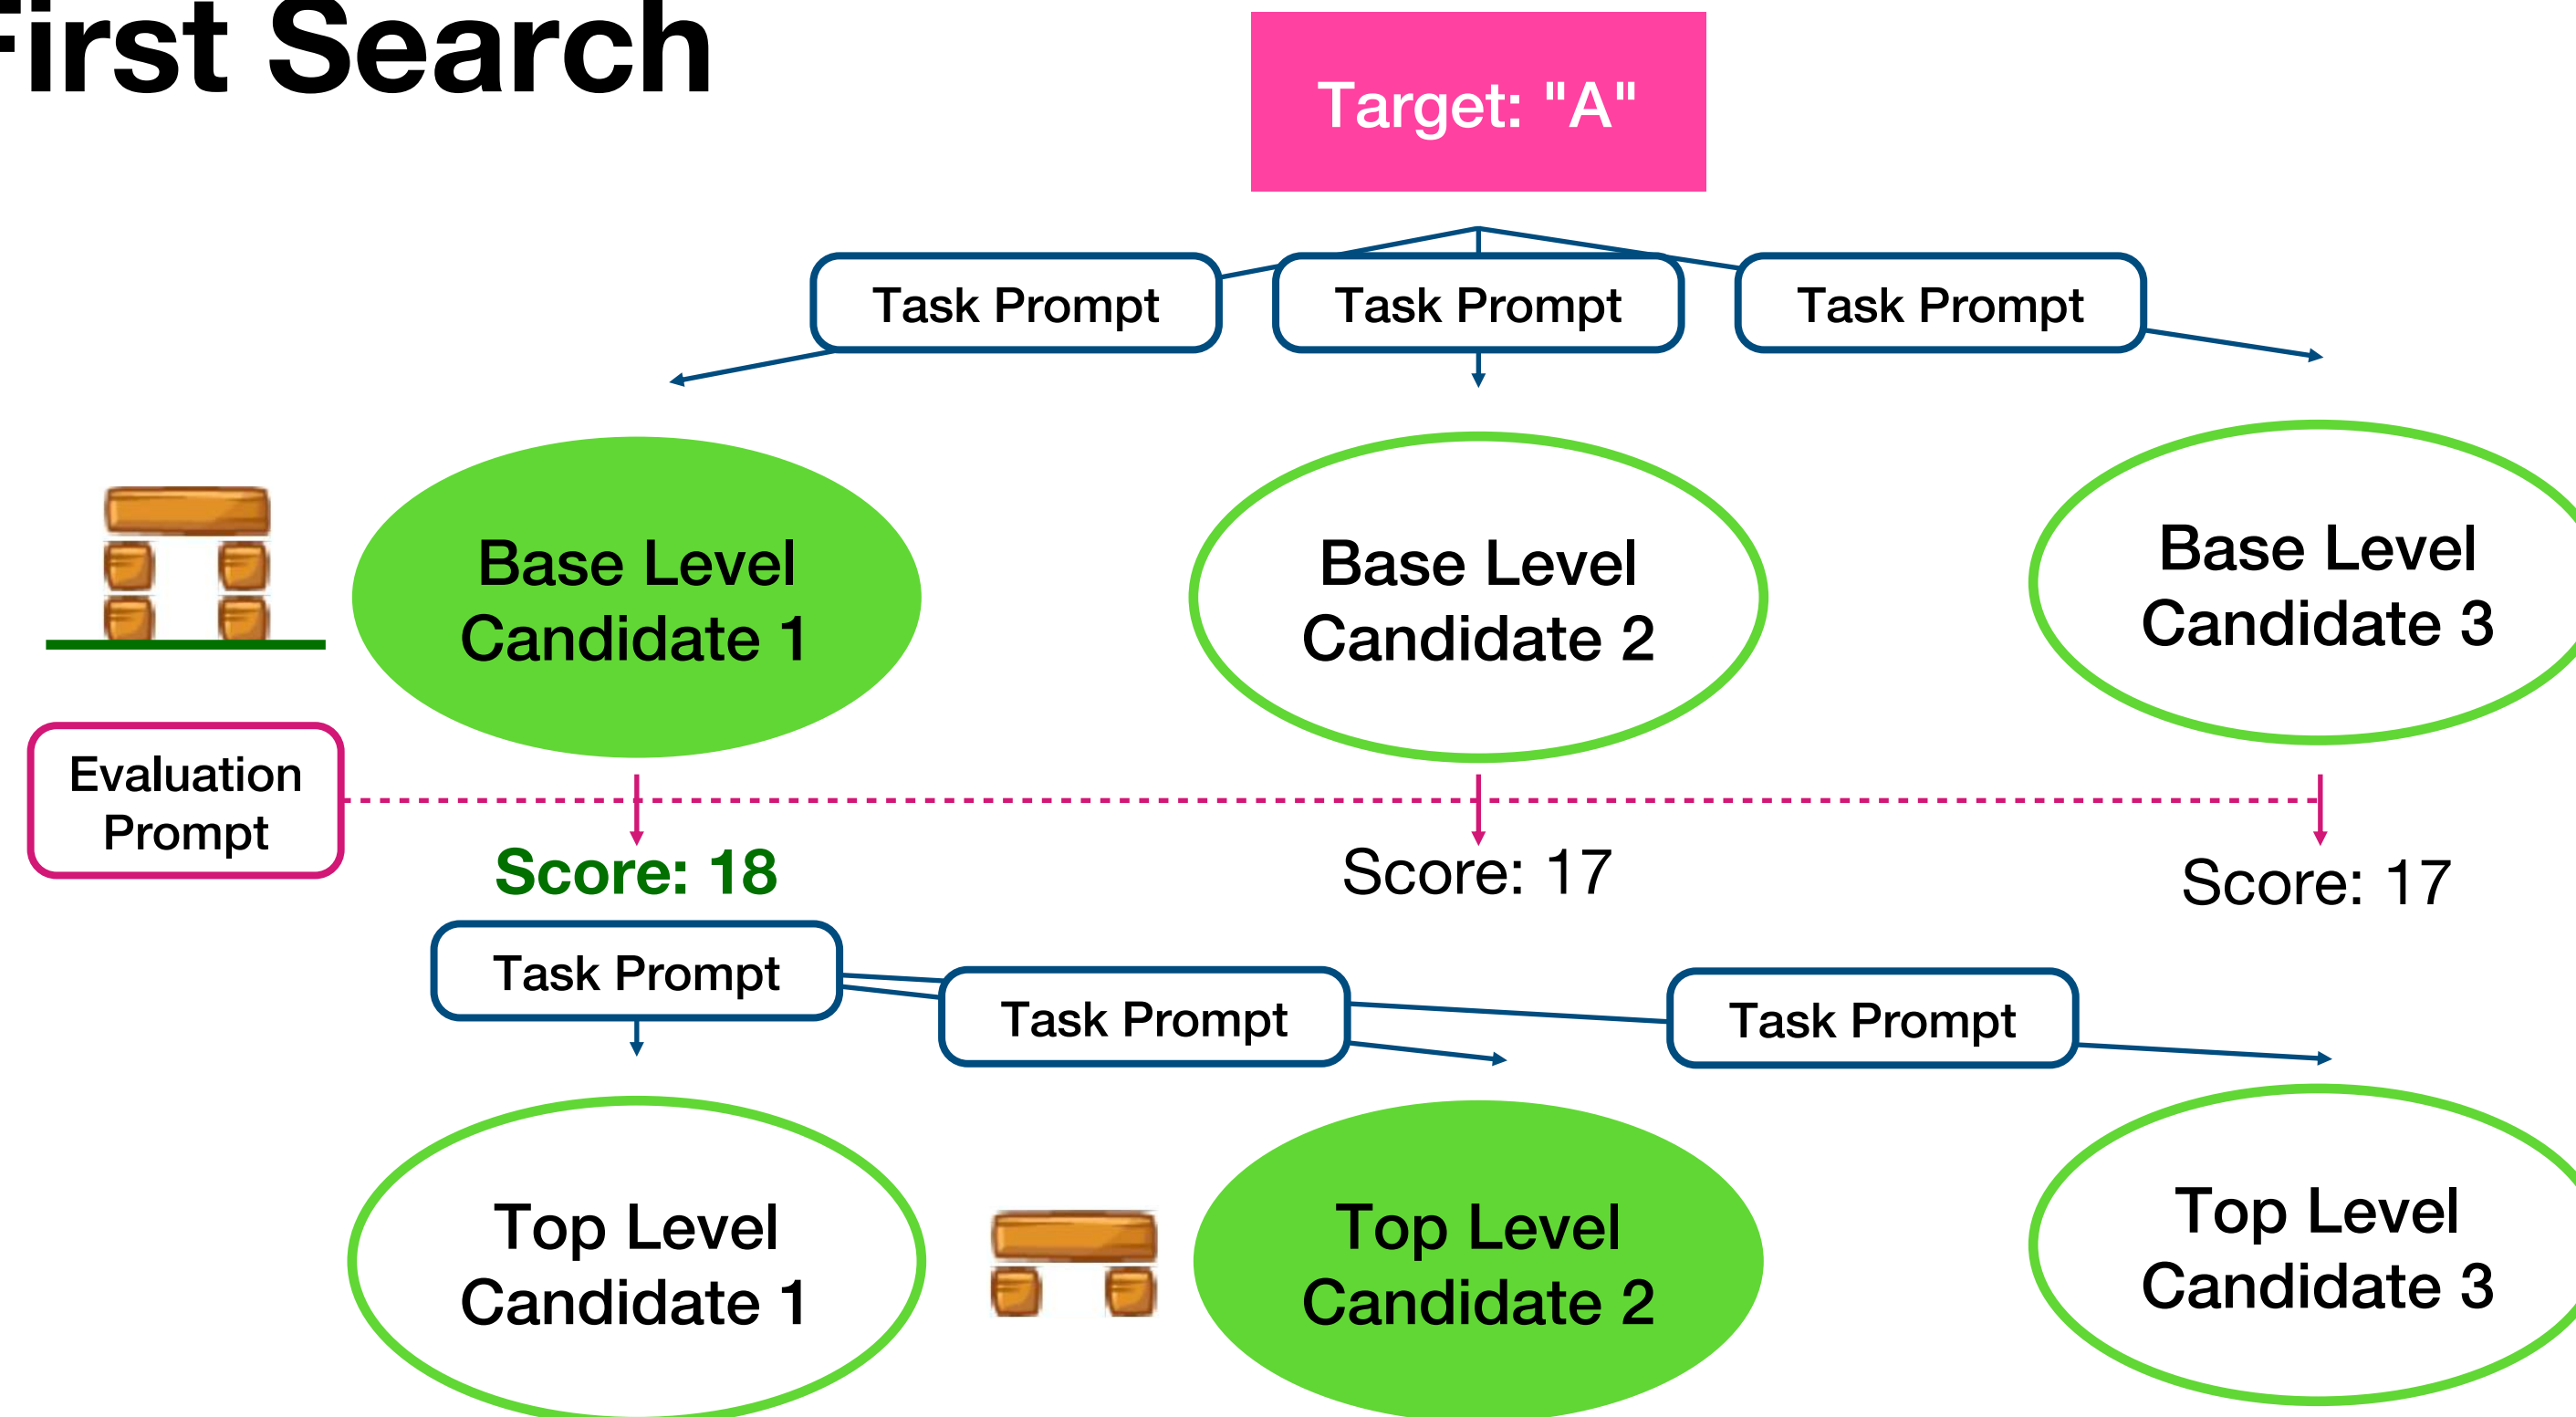 First Search
Target: "A"
Task Prompt
Task Prompt
Task Prompt
Base Level
Candidate 1
Base Level
Candidate 2
Base Level
Candidate 3
Evaluation
Prompt
Score: 18
Score: 17
Score: 17
Task Prompt
Task Prompt
Task Prompt
Top Level
Candidate 1
Top Level
Candidate 2
Top Level
Candidate 3